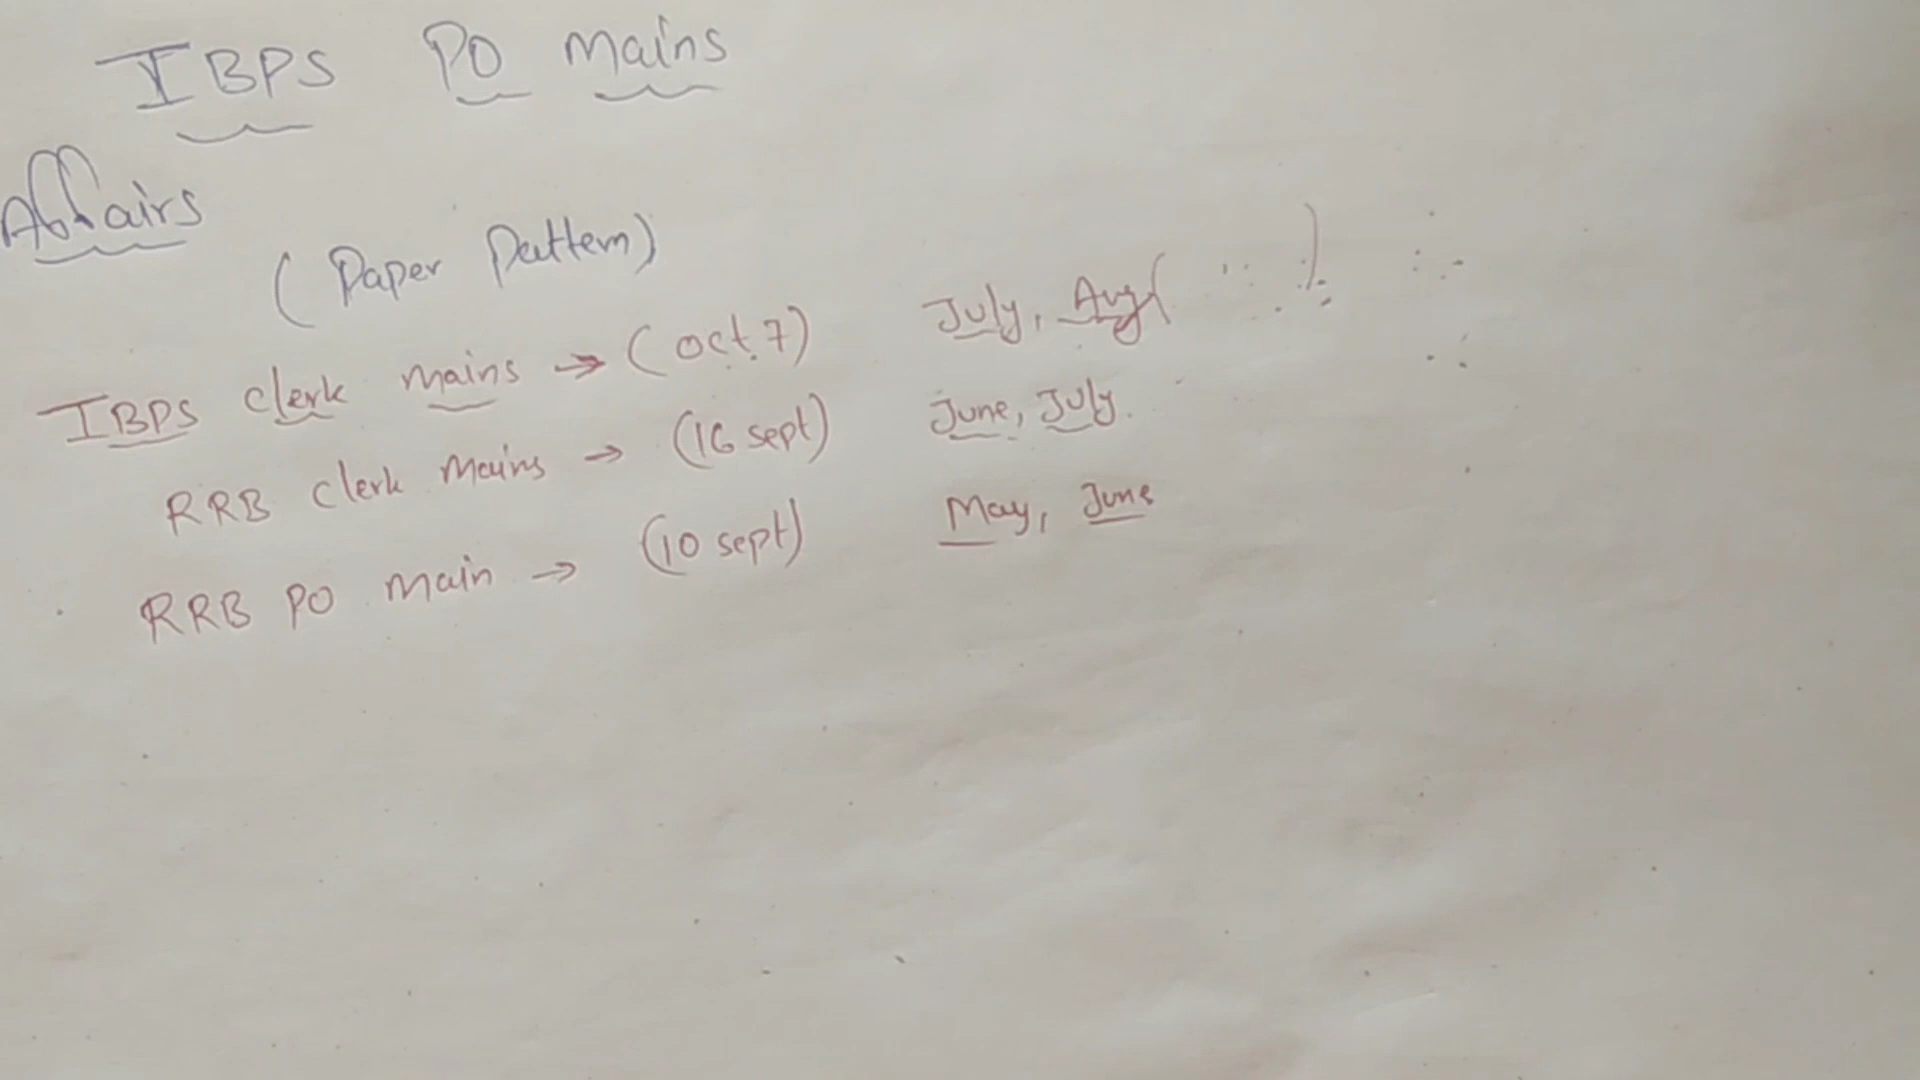 IBPS PO Mains
Affairs
(Paper Pattern)
IBPS clerk mains → (oct.7) July, Aug( )
RRB clerk Mains → (16 sept) June, July.
RRB PO main → (10 sept) May, June